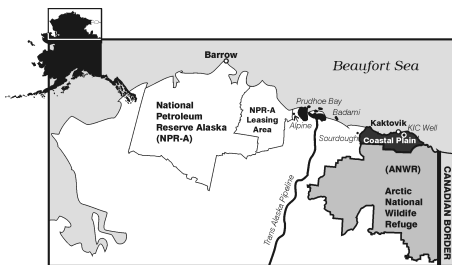 Barrow
Beaufort Sea
National
Petroleum
Reserve Alaska
(NPR-A)
NPR-A
Leasing
Area
Prudhoe Bay
Alpine
Badami
Sourdough
Kaktovik
KIC Well
Coastal Plain
(ANWR)
Arctic
National
Wildlife
Refuge
Trans Alaska Pipeline
CANADIAN BORDER